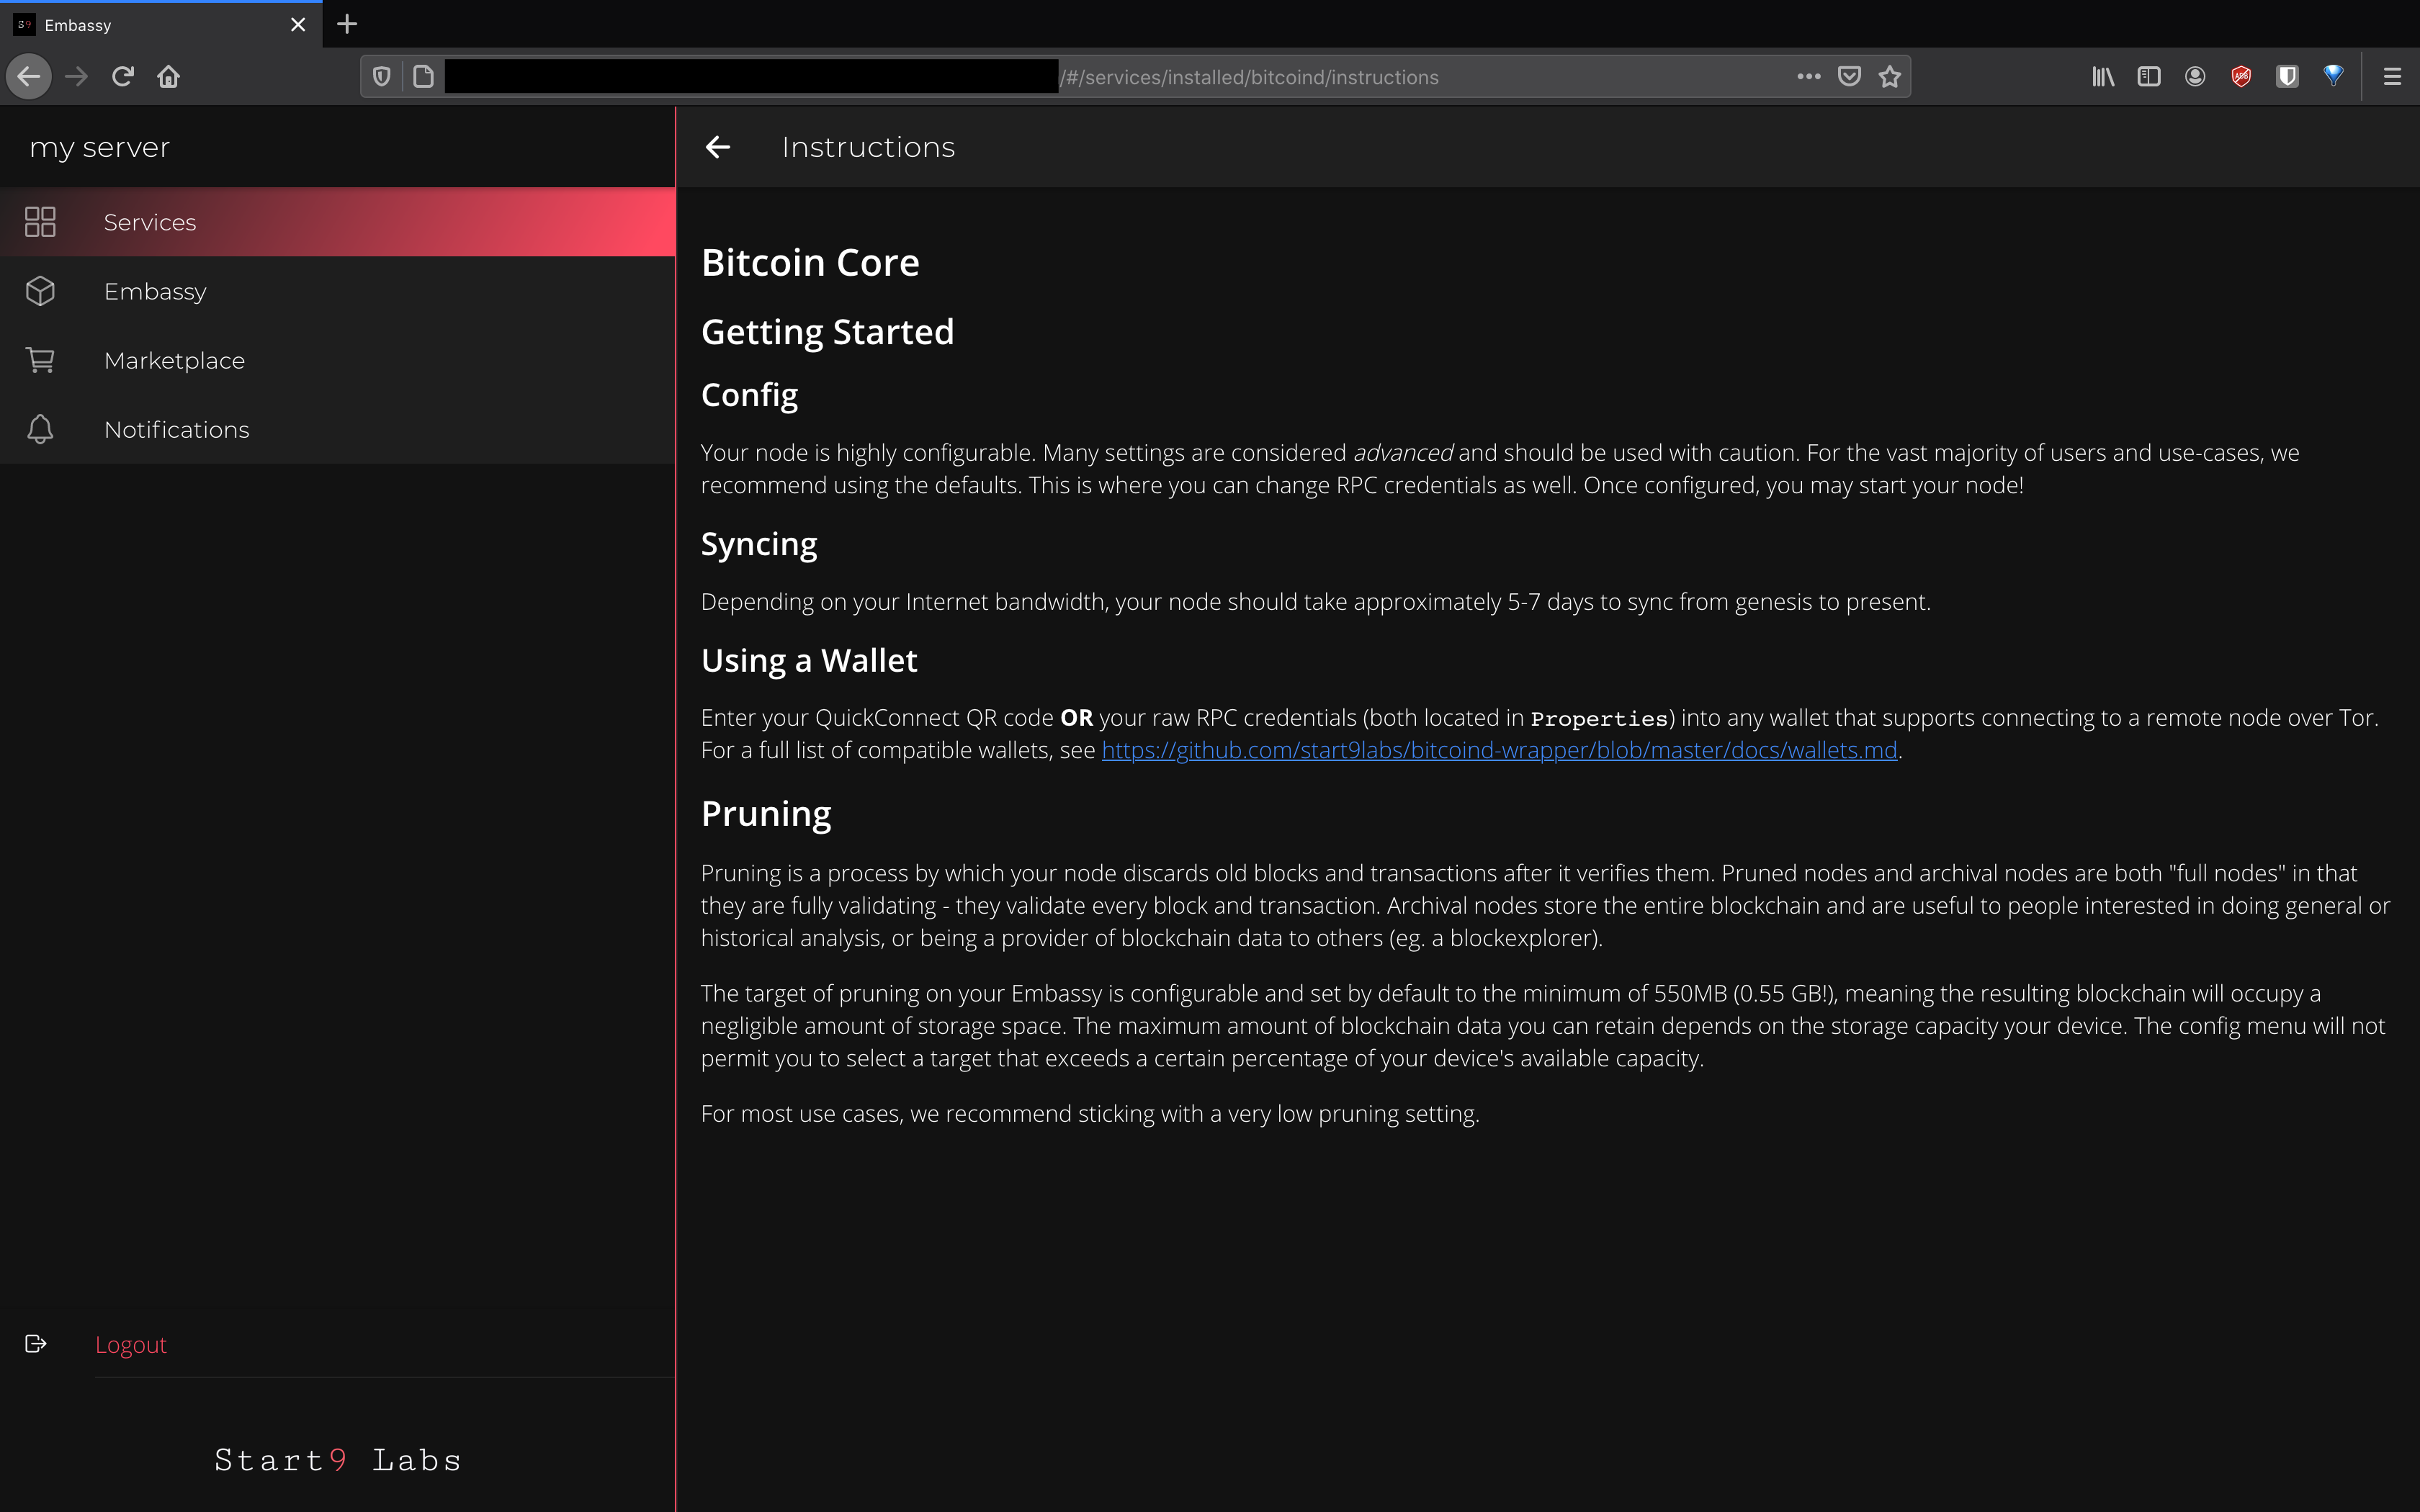 S9 Embassy
/#/services/installed/bitcoind/instructions
ABP
my server
Services
Embassy
Marketplace
Notifications
Logout
Start9 Labs
Instructions
Bitcoin Core
Getting Started
Config
Your node is highly configurable. Many settings are considered advanced and should be used with caution. For the vast majority of users and use-cases, we
recommend using the defaults. This is where you can change RPC credentials as well. Once configured, you may start your node!
Syncing
Depending on your Internet bandwidth, your node should take approximately 5-7 days to sync from genesis to present.
Using a Wallet
Enter your QuickConnect QR code OR your raw RPC credentials (both located in Properties) into any wallet that supports connecting to a remote node over Tor.
For a full list of compatible wallets, see https://github.com/start9labs/bitcoind-wrapper/blob/master/docs/wallets.md.
Pruning
Pruning is a process by which your node discards old blocks and transactions after it verifies them. Pruned nodes and archival nodes are both "full nodes" in that
they are fully validating - they validate every block and transaction. Archival nodes store the entire blockchain and are useful to people interested in doing general or
historical analysis, or being a provider of blockchain data to others (eg. a blockexplorer).
The target of pruning on your Embassy is configurable and set by default to the minimum of 550MB (0.55 GB!), meaning the resulting blockchain will occupy a
negligible amount of storage space. The maximum amount of blockchain data you can retain depends on the storage capacity your device. The config menu will not
permit you to select a target that exceeds a certain percentage of your device's available capacity.
For most use cases, we recommend sticking with a very low pruning setting.